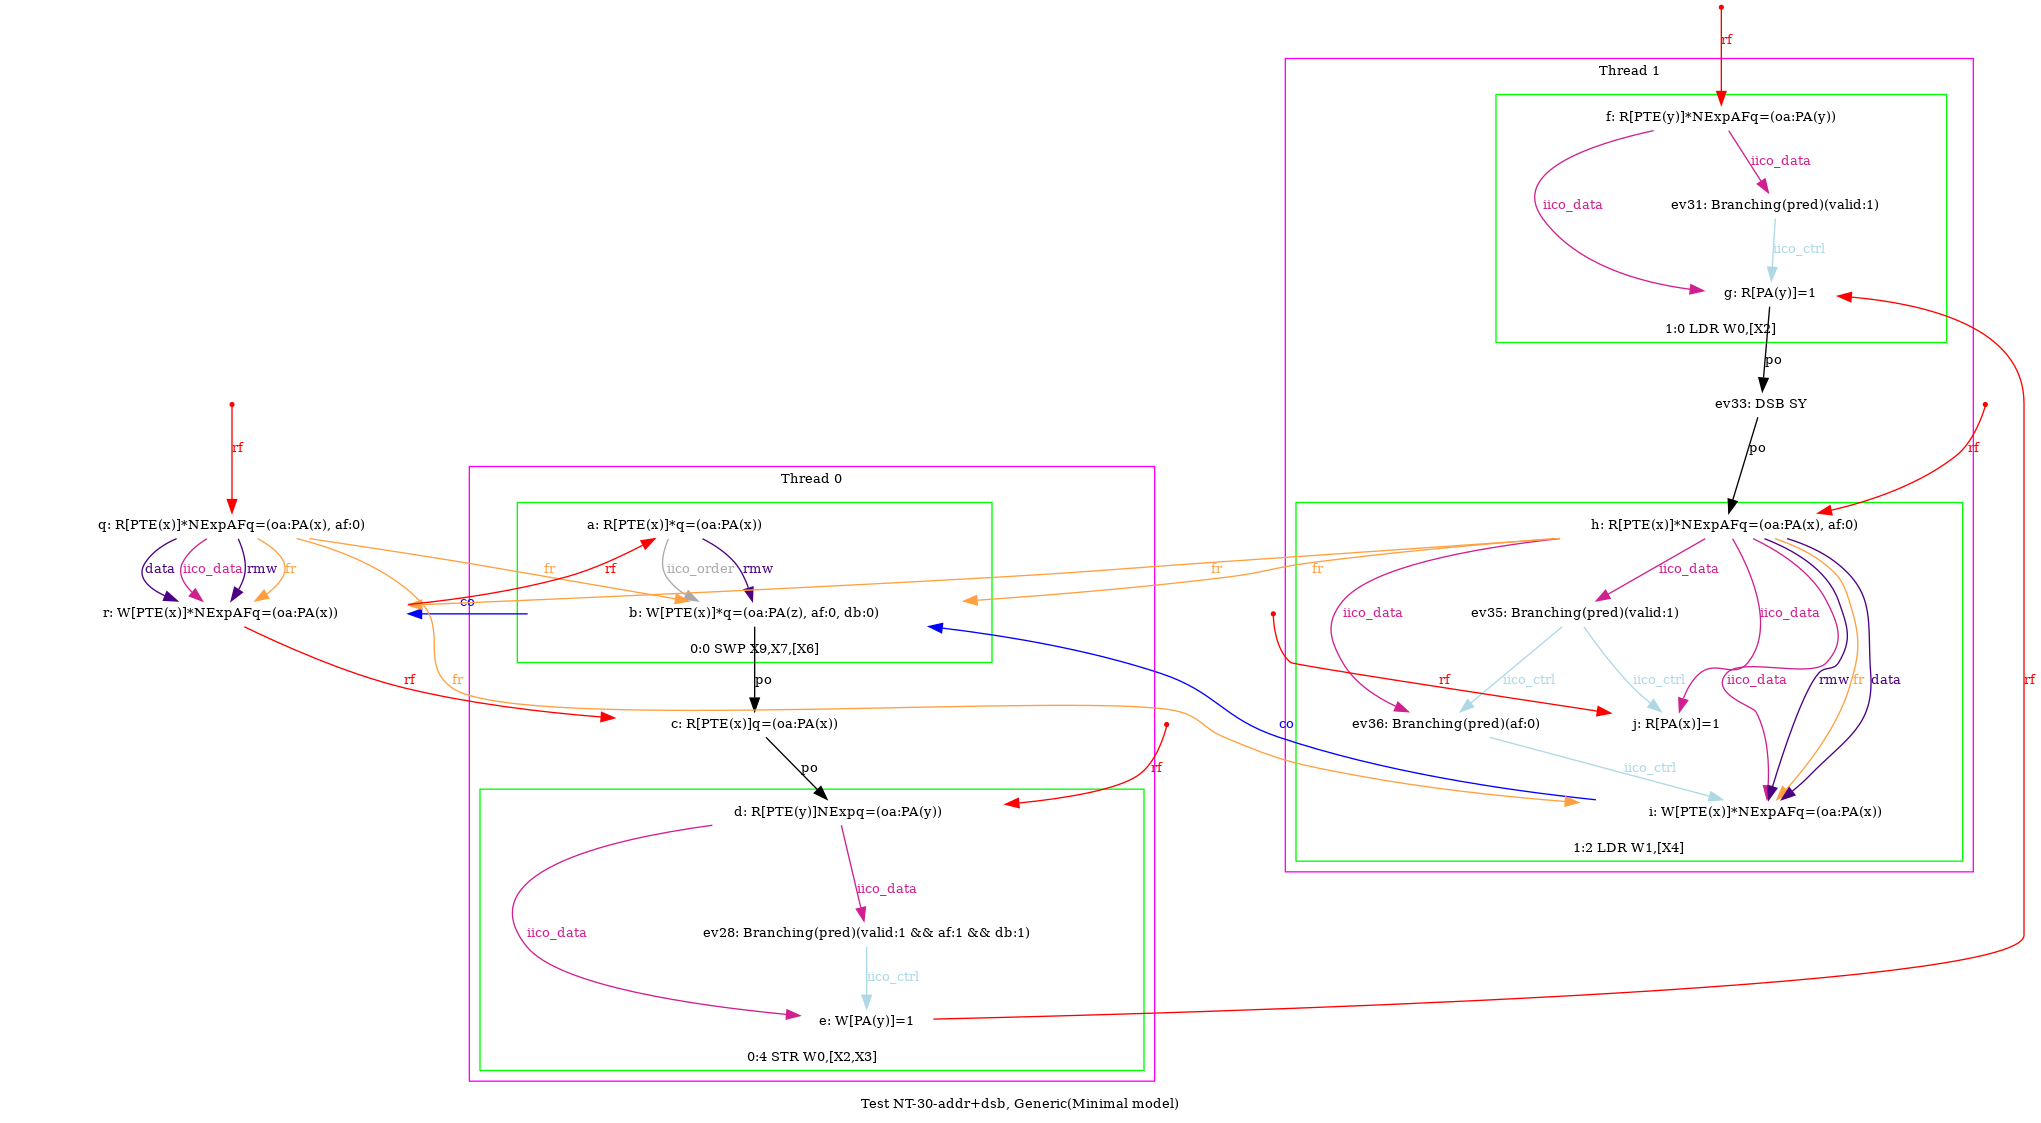 rf
Thread 1
f: R[PTE(y)]*NExpAFq=(oa:PA(y))
iico_data
iico_data
ev31: Branching(pred)(valid:1)
iico_ctrl
g: R[PA(y)]=1
1:0 LDR W0,[X2]
po
ev33: DSB SY
rf
po
rf
Thread 0
q: R[PTE(x)]*NExpAFq=(oa:PA(x), af:0)
a: R[PTE(x)]*q=(oa:PA(x))
h: R[PTE(x)]*NExpAFq=(oa:PA(x), af:0)
data
iico_data
rmw
fr
fr
rf
iico_order
rmw
fr
fr
iico_data
co
r: W[PTE(x)]*NExpAFq=(oa:PA(x))
b: W[PTE(x)]*q=(oa:PA(z), af:0, db:0)
iico_data
ev35: Branching(pred)(valid:1)
iico_data
0:0 SWP X9,X7,[X6]
rf
fr
po
rf
iico_ctrl
iico_ctrl
iico_data
rmw
fr
data
rf
c: R[PTE(x)]q=(oa:PA(x))
co
ev36: Branching(pred)(af:0)
j: R[PA(x)]=1
po
rf
iico_ctrl
d: R[PTE(y)]NExpq=(oa:PA(y))
i: W[PTE(x)]*NExpAFq=(oa:PA(x))
1:2 LDR W1,[X4]
iico_data
iico_data
ev28: Branching(pred)(valid:1 && af:1 && db:1)
iico_ctrl
e: W[PA(y)]=1
0:4 STR W0,[X2,X3]
Test NT-30-addr+dsb, Generic(Minimal model)